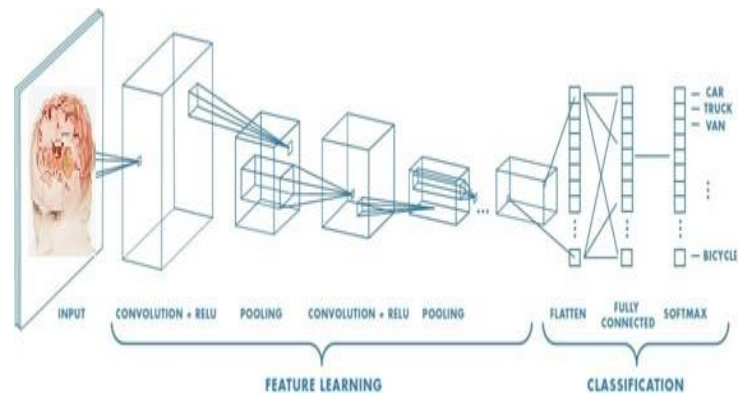 CAR
TRUCK
VAN
BICYCLE
INPUT
CONVOLUTION + RELU
POOLING
CONVOLUTION + RELU
POOLING
FLATTEN
FULLY
CONNECTED
SOFTMAX
FEATURE LEARNING
CLASSIFICATION